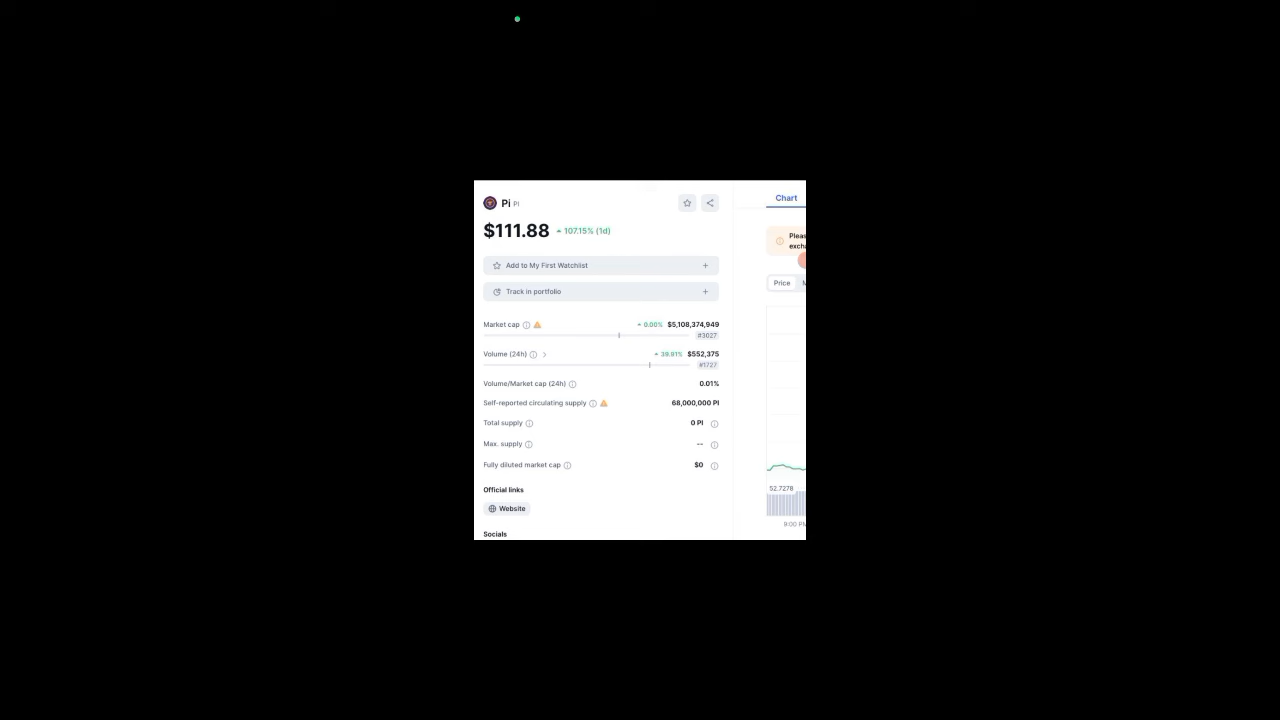 Pi PI
$111.88 107.15% (1d)
Add to My First Watchlist +
Track in portfolio +
Market cap 0.00% $5,108,374,949
#3027
Volume (24h) 39.91% $552,375
#1727
Volume/Market cap (24h) 0.01%
Self-reported circulating supply 68,000,000 PI
Total supply 0 PI
Max. supply --
Fully diluted market cap $0
Official links
Website
Socials
Chart
Pleas
excha
Price M
52.7278
9:00 PM